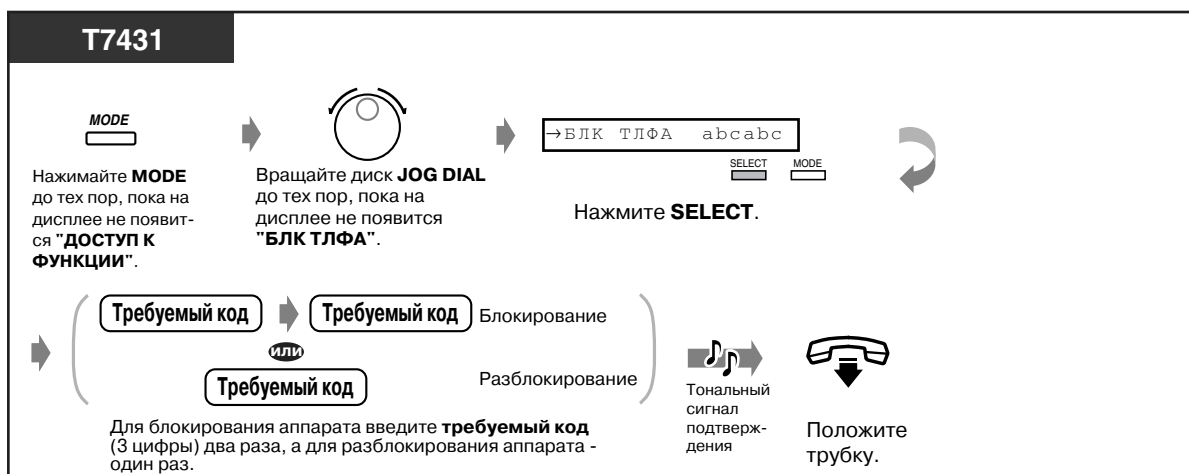 T7431
MODE
Нажимайте MODE
до тех пор, пока на
дисплее не появит-
ся "ДОСТУП К
ФУНКЦИИ".
Вращайте диск JOG DIAL
до тех пор, пока на
дисплее не появится
"БЛК ТЛФА".
→БЛК ТЛФА abcabc
SELECT MODE
Нажмите SELECT.
Требуемый код Требуемый код Блокирование
или
Требуемый код Разблокирование
Для блокирования аппарата введите требуемый код
(3 цифры) два раза, а для разблокирования аппарата -
один раз.
Тональный
сигнал
подтверж-
дения
Положите
трубку.